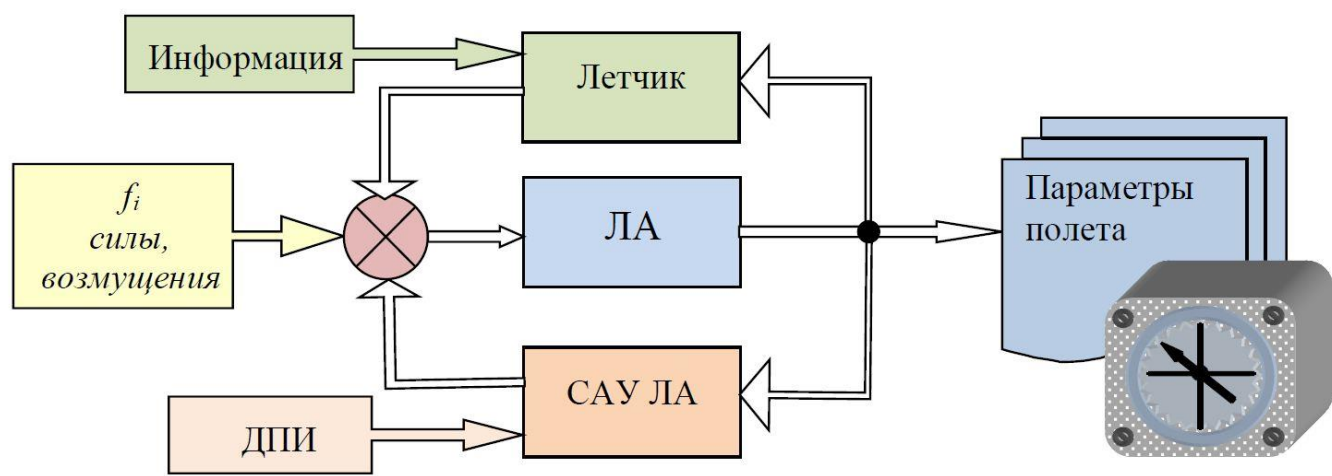 Информация
Летчик
fi
силы,
возмущения
ЛА
Параметры
полета
САУ ЛА
ДПИ